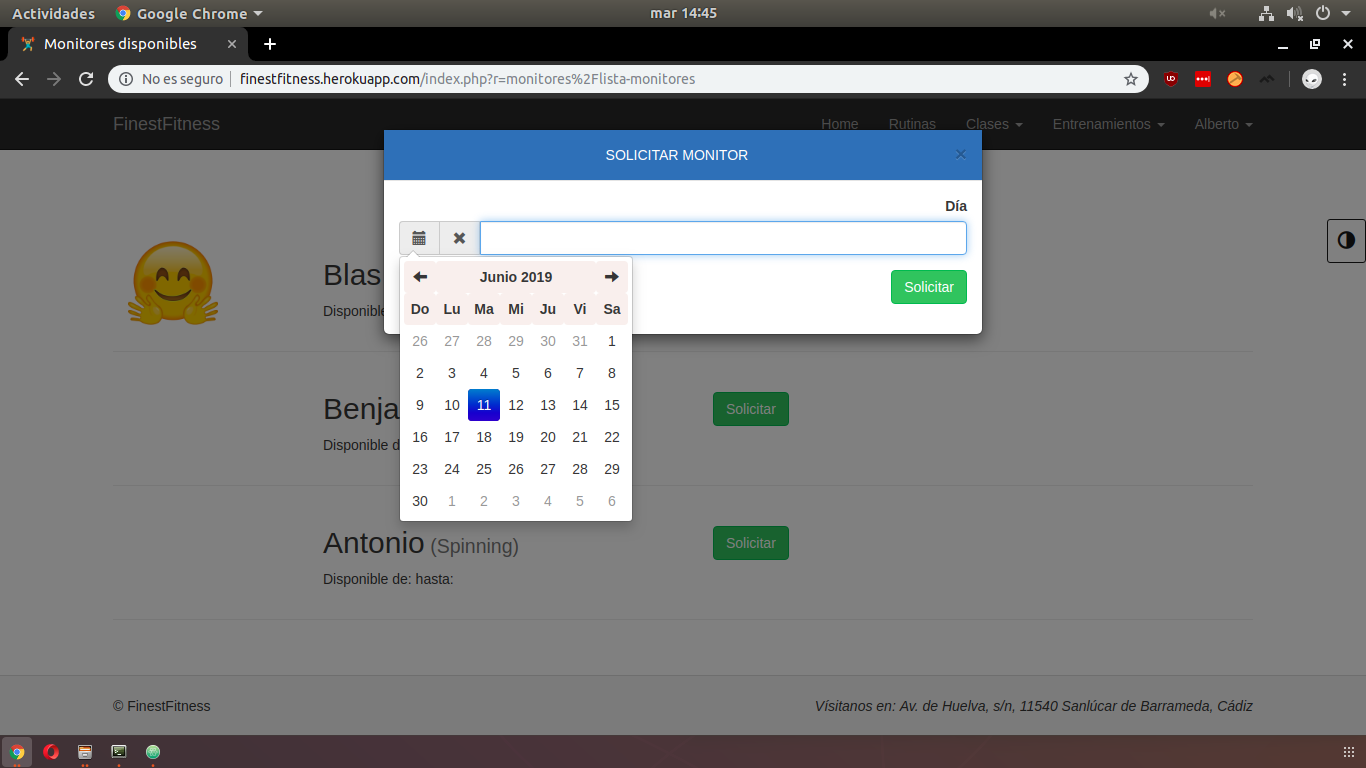 Actividades Google Chrome mar 14:45
Monitores disponibles
No es seguro finestfitness.herokuapp.com/index.php?r=monitores%2Flista-monitores
FinestFitness Home Rutinas Clases Entrenamientos Alberto
SOLICITAR MONITOR
Día
Solicitar
Junio 2019
Do Lu Ma Mi Ju Vi Sa
26 27 28 29 30 31 1
2 3 4 5 6 7 8
9 10 11 12 13 14 15
16 17 18 19 20 21 22
23 24 25 26 27 28 29
30 1 2 3 4 5 6
Blas
Disponible
Benja
Solicitar
Disponible d
Antonio (Spinning)
Solicitar
Disponible de: hasta:
© FinestFitness
Vísitanos en: Av. de Huelva, s/n, 11540 Sanlúcar de Barrameda, Cádiz